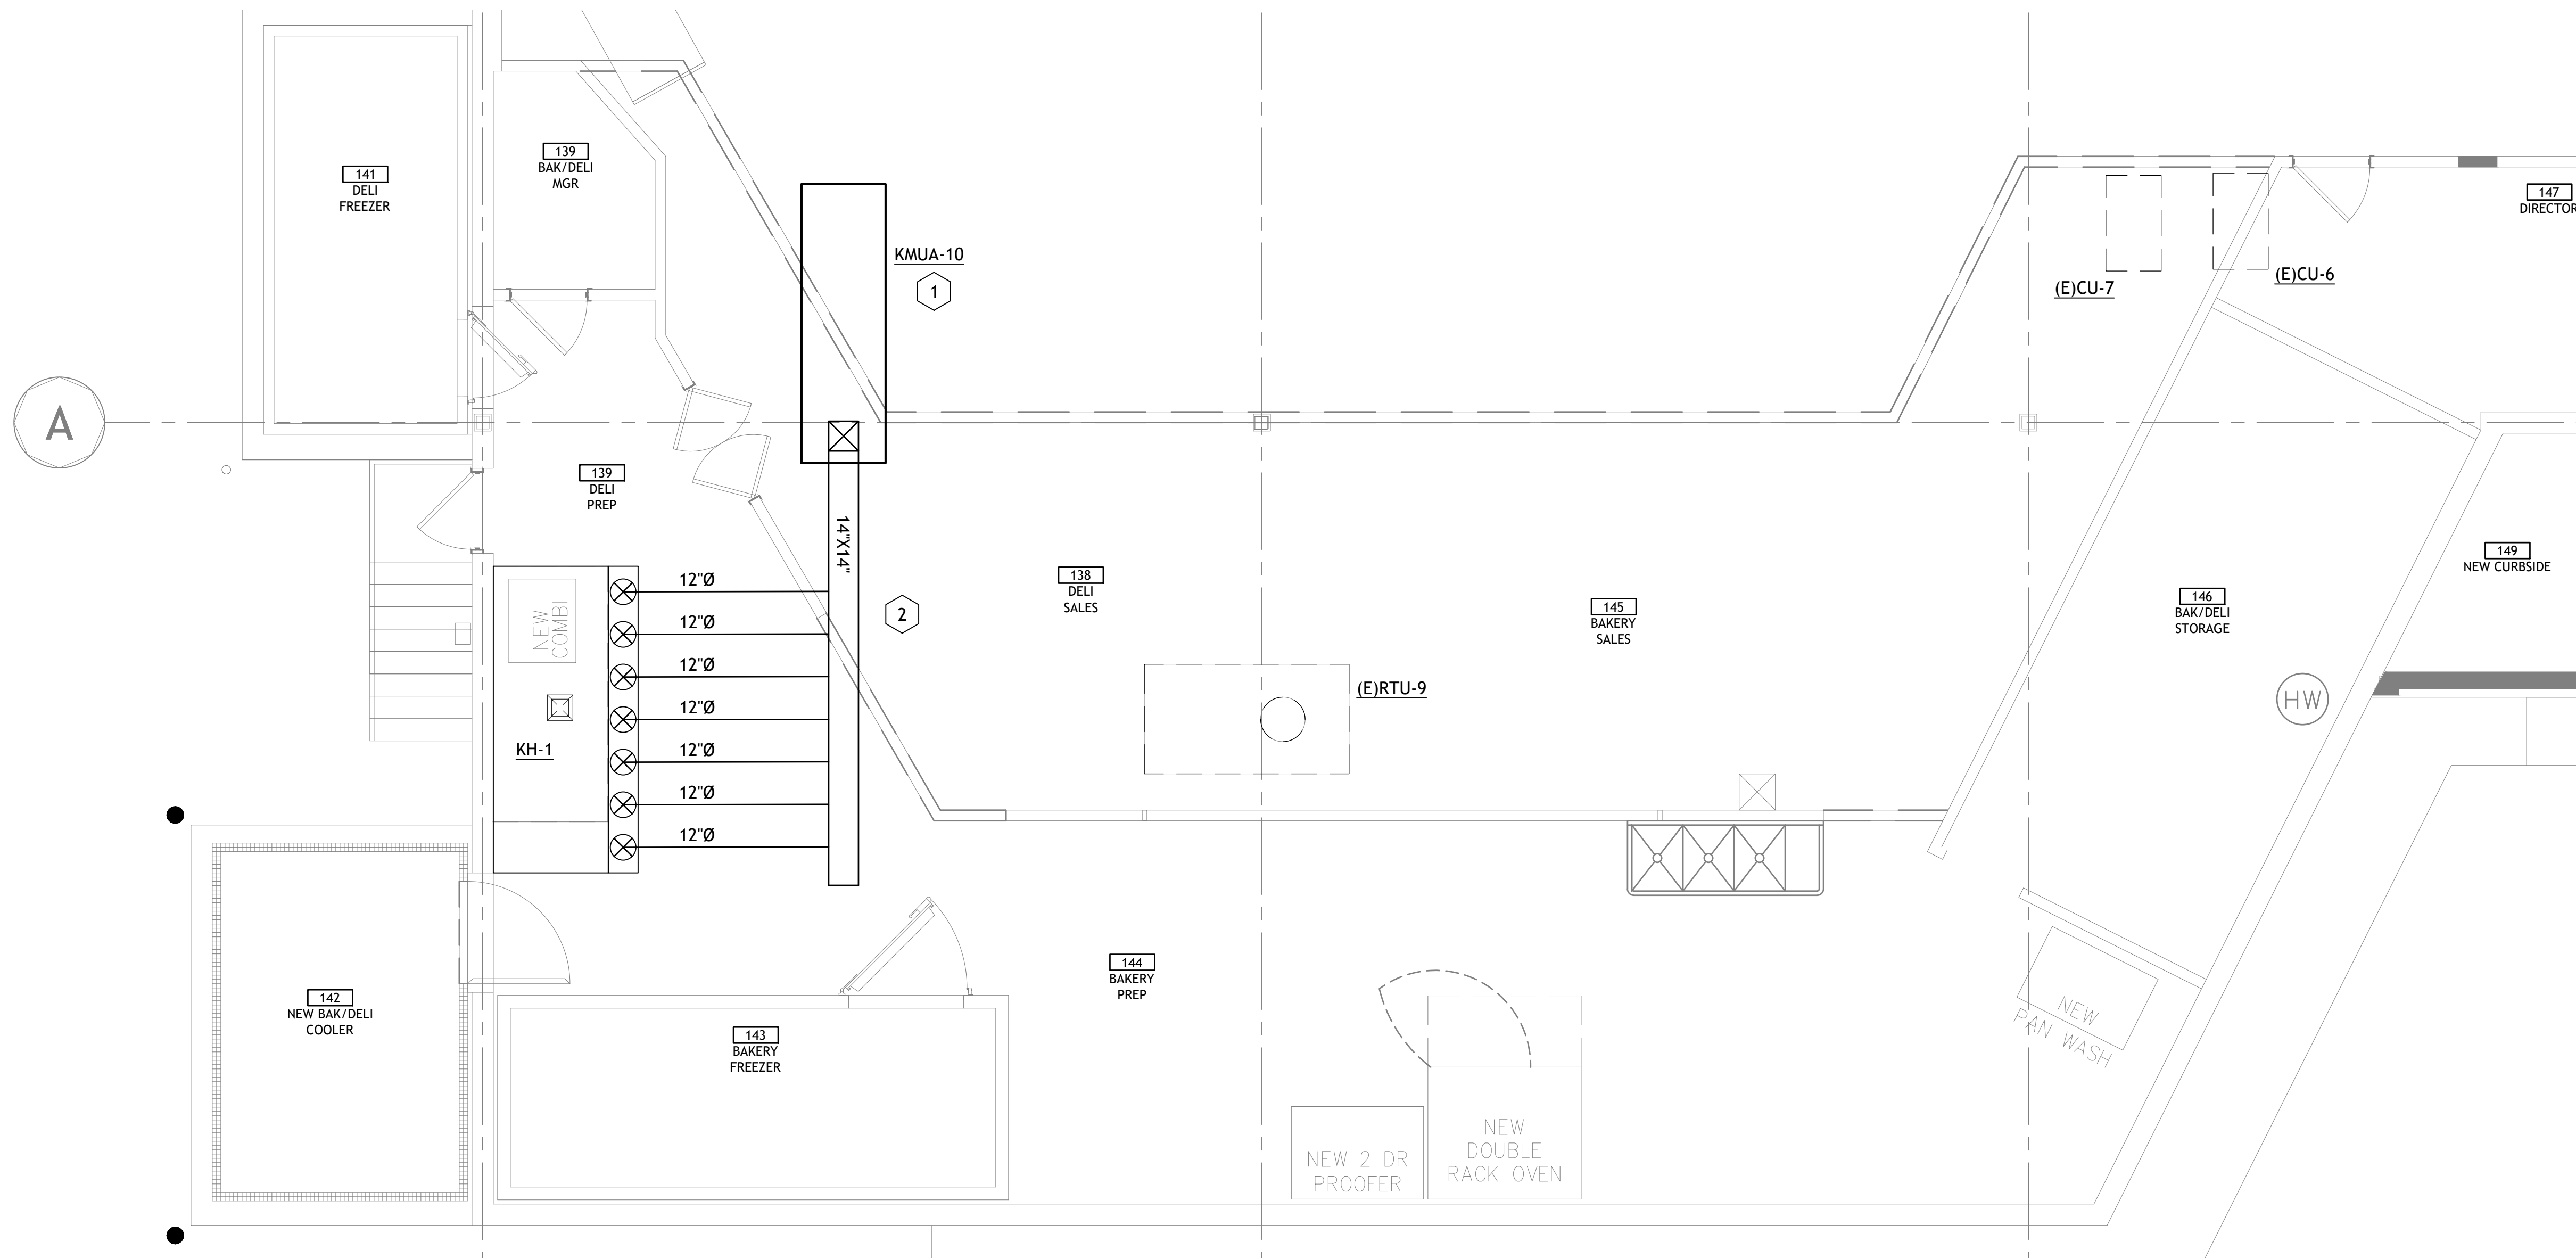 141
DELI
FREEZER
139
BAK/DELI
MGR
KMUA-10
1
(E)CU-7
(E)CU-6
147
DIRECTOR
A
139
DELI
PREP
14"X14"
12"Ø
12"Ø
12"Ø
12"Ø
12"Ø
12"Ø
12"Ø
NEW
COMBI
KH-1
2
138
DELI
SALES
(E)RTU-9
145
BAKERY
SALES
146
BAK/DELI
STORAGE
149
NEW CURBSIDE
HW
142
NEW BAK/DELI
COOLER
143
BAKERY
FREEZER
144
BAKERY
PREP
NEW 2 DR
PROOFER
NEW
DOUBLE
RACK OVEN
NEW
PAN WASH